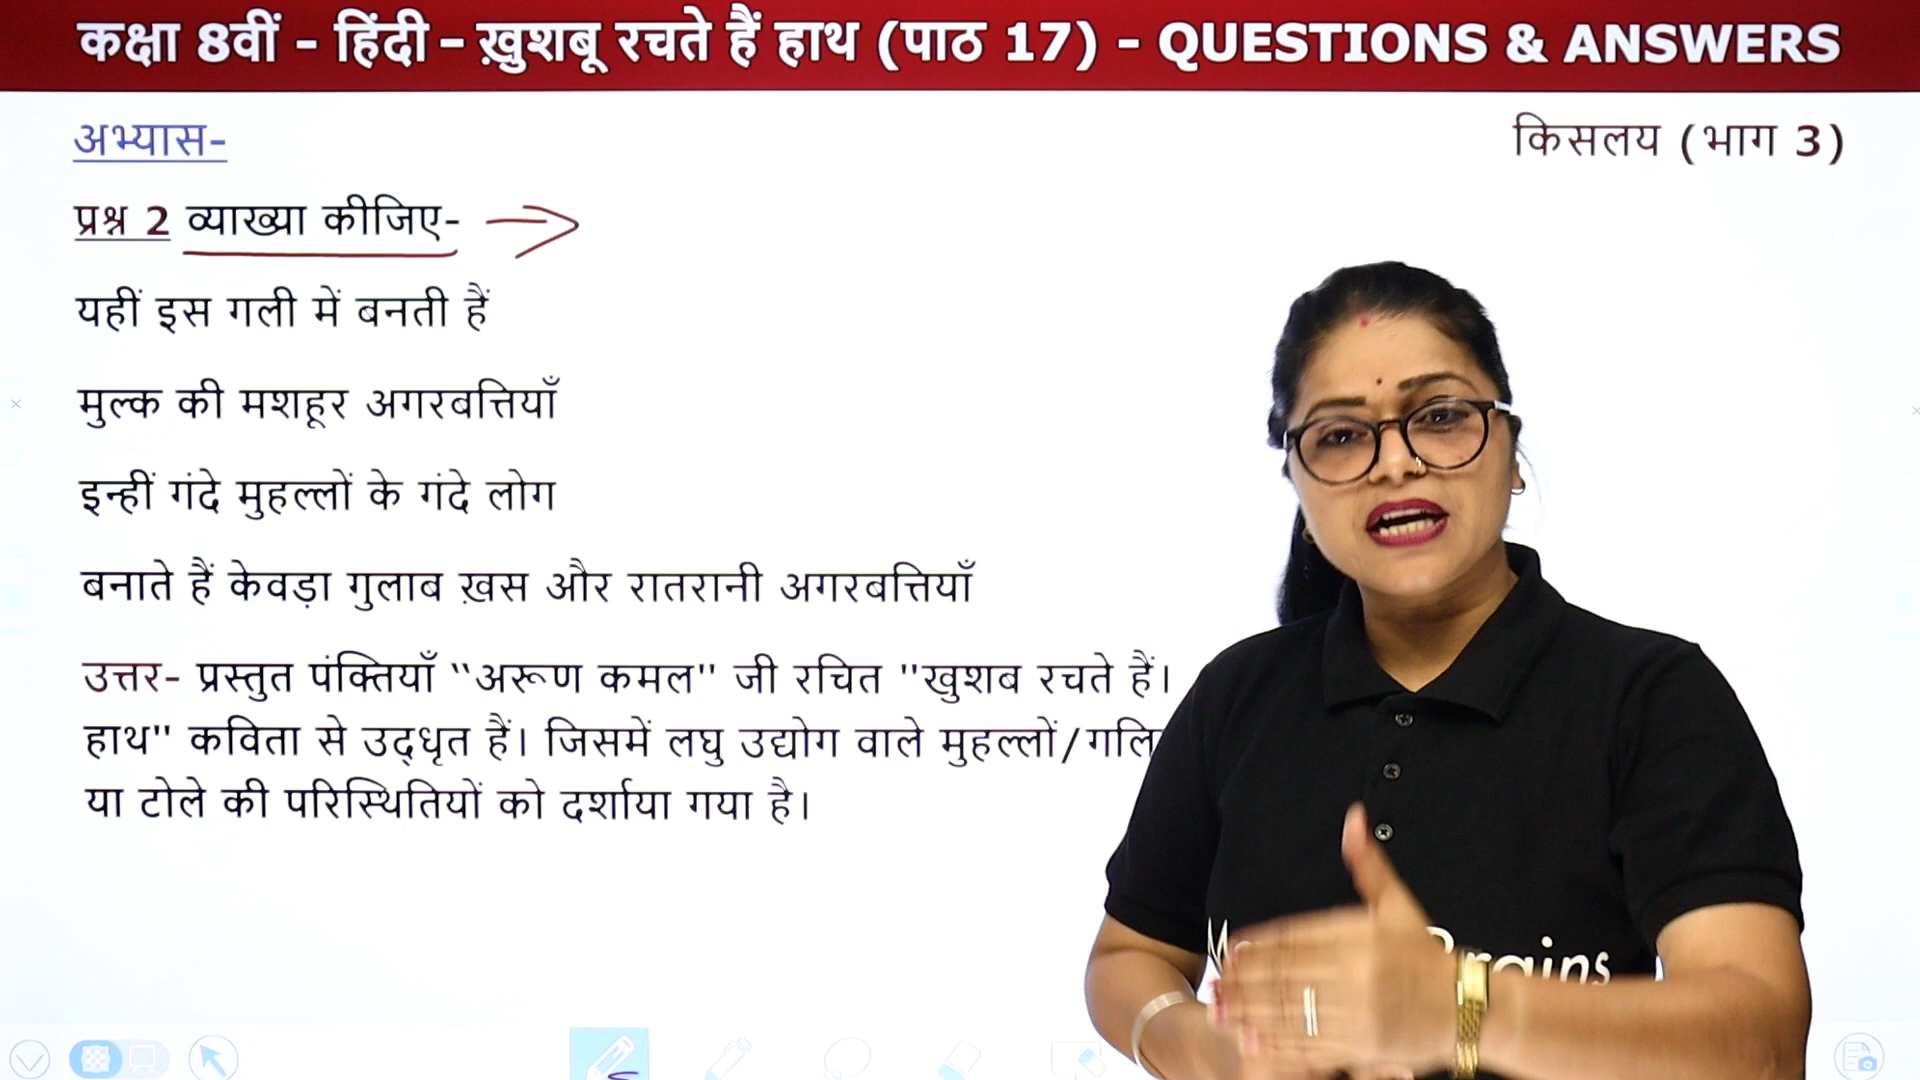 कक्षा 8वीं - हिंदी - ख़ुशबू रचते हैं हाथ (पाठ 17) - QUESTIONS & ANSWERS
अभ्यास-
किसलय (भाग 3)
प्रश्न 2 व्याख्या कीजिए-
यहीं इस गली में बनती हैं
मुल्क की मशहूर अगरबत्तियाँ
इन्हीं गंदे मुहल्लों के गंदे लोग
बनाते हैं केवड़ा गुलाब ख़स और रातरानी अगरबत्तियाँ
उत्तर- प्रस्तुत पंक्तियाँ "अरूण कमल" जी रचित "खुशब रचते हैं।
हाथ" कविता से उद्धृत हैं। जिसमें लघु उद्योग वाले मुहल्लों/
या टोले की परिस्थितियों को दर्शाया गया है।